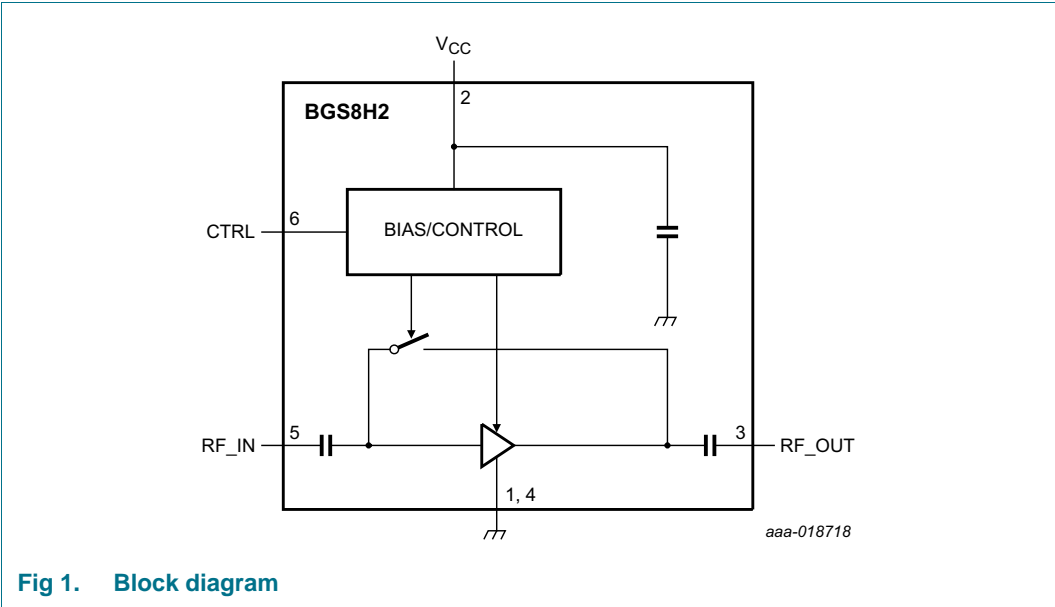 VCC
2
BGS8H2
6
CTRL
BIAS/CONTROL
5
RF_IN
3
RF_OUT
1, 4
aaa-018718
Fig 1. Block diagram